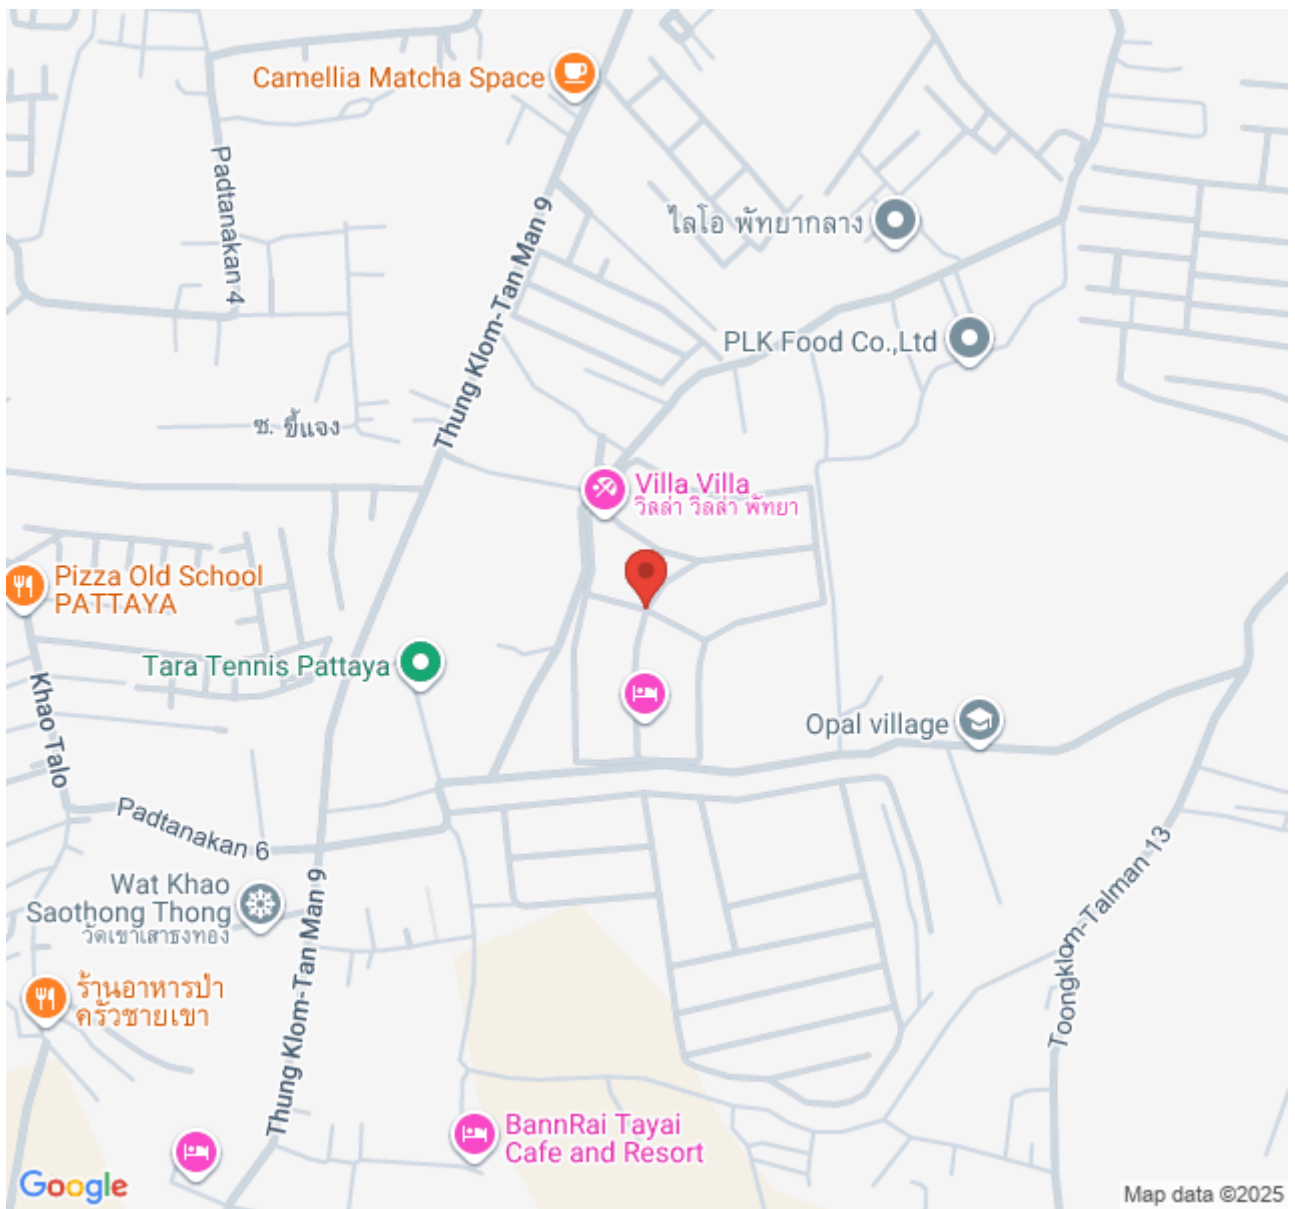 Camellia Matcha Space
Padtanakan 4
Thung Klom-Tan Man 9
ไลโอ พัทยากลาง
PLK Food Co.,Ltd
ซ. ขี้แจง
Villa Villa
วิลล่า วิลล่า พัทยา
Pizza Old School
PATTAYA
Tara Tennis Pattaya
Khao Talo
Opal village
Padtanakan 6
Wat Khao
Saothong Thong
วัดเขาเสาธงทอง
Thung Klom-Tan Man 9
Toongklom-Talman 13
ร้านอาหารป่า
ครัวชายเขา
BannRai Tayai
Cafe and Resort
Google
Map data ©2025